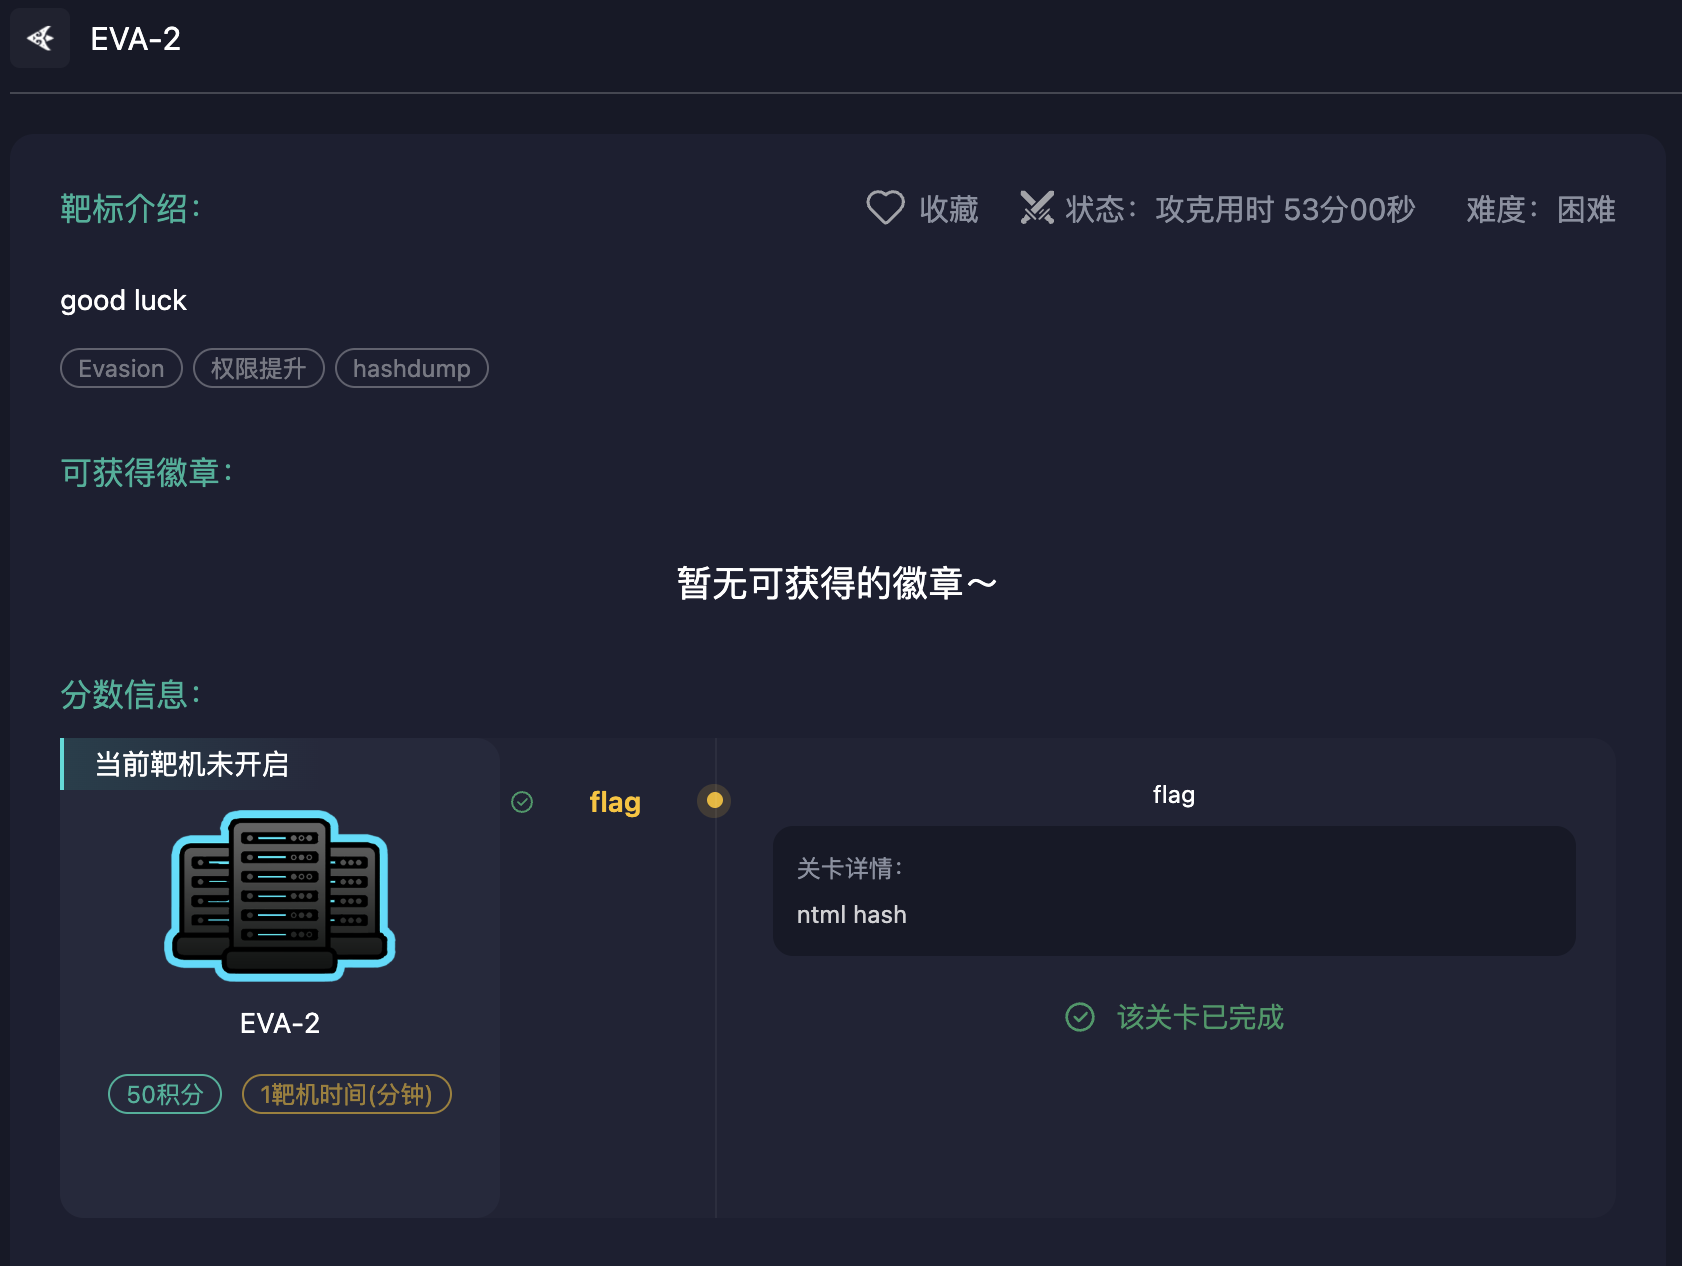 EVA-2
靶标介绍：
收藏
状态：攻克用时 53分00秒
难度：困难
good luck
Evasion
权限提升
hashdump
可获得徽章：
暂无可获得的徽章～
分数信息：
当前靶机未开启
EVA-2
50积分
1靶机时间(分钟)
flag
flag
关卡详情：
ntml hash
该关卡已完成